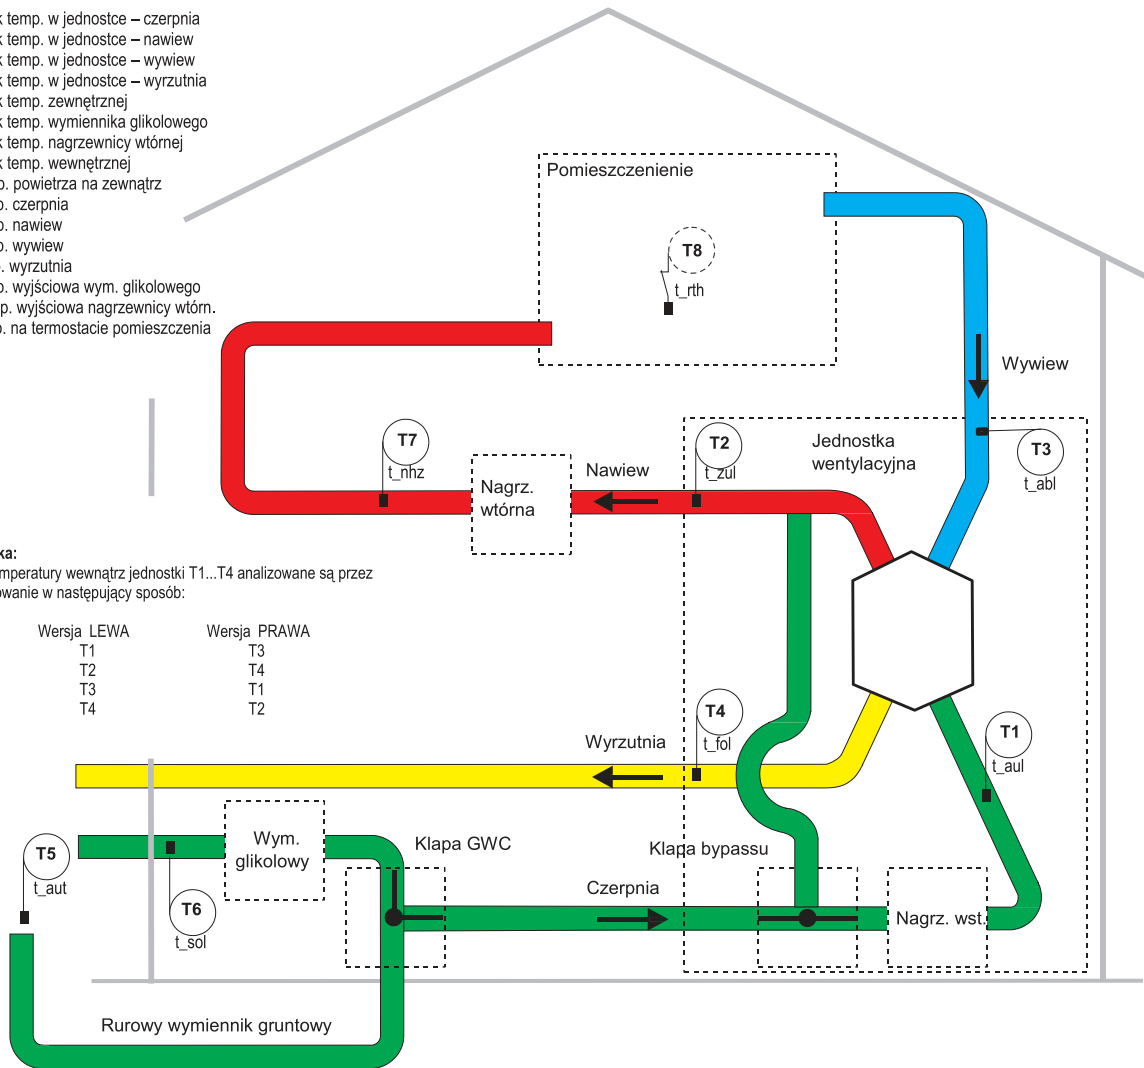 k temp. w jednostce – czerpnia
k temp. w jednostce – nawiew
k temp. w jednostce – wywiew
k temp. w jednostce – wyrzutnia
k temp. zewnętrznej
k temp. wymiennika glikolowego
k temp. nagrzewnicy wtórnej
k temp. wewnętrznej
o. powietrza na zewnątrz
o. czerpnia
o. nawiew
o. wywiew
. wyrzutnia
o. wyjściowa wym. glikolowego
p. wyjściowa nagrzewnicy wtórn.
o. na termostacie pomieszczenia
Pomieszczenienie
T8
t_rth
Wywiew
T7
t_nhz
Nagrz.
wtórna
Nawiew
T2
t_zul
Jednostka
wentylacyjna
T3
t_abl
ka:
mperatury wewnątrz jednostki T1...T4 analizowane są przez
owanie w następujący sposób:
Wersja LEWA Wersja PRAWA
T1 T3
T2 T4
T3 T1
T4 T2
Wyrzutnia
T4
t_fol
T1
t_aul
T5
t_aut
Wym.
glikolowy
Klapa GWC
Klapa bypassu
T6
t_sol
Czerpnia
Nagrz. wst.
Rurowy wymiennik gruntowy